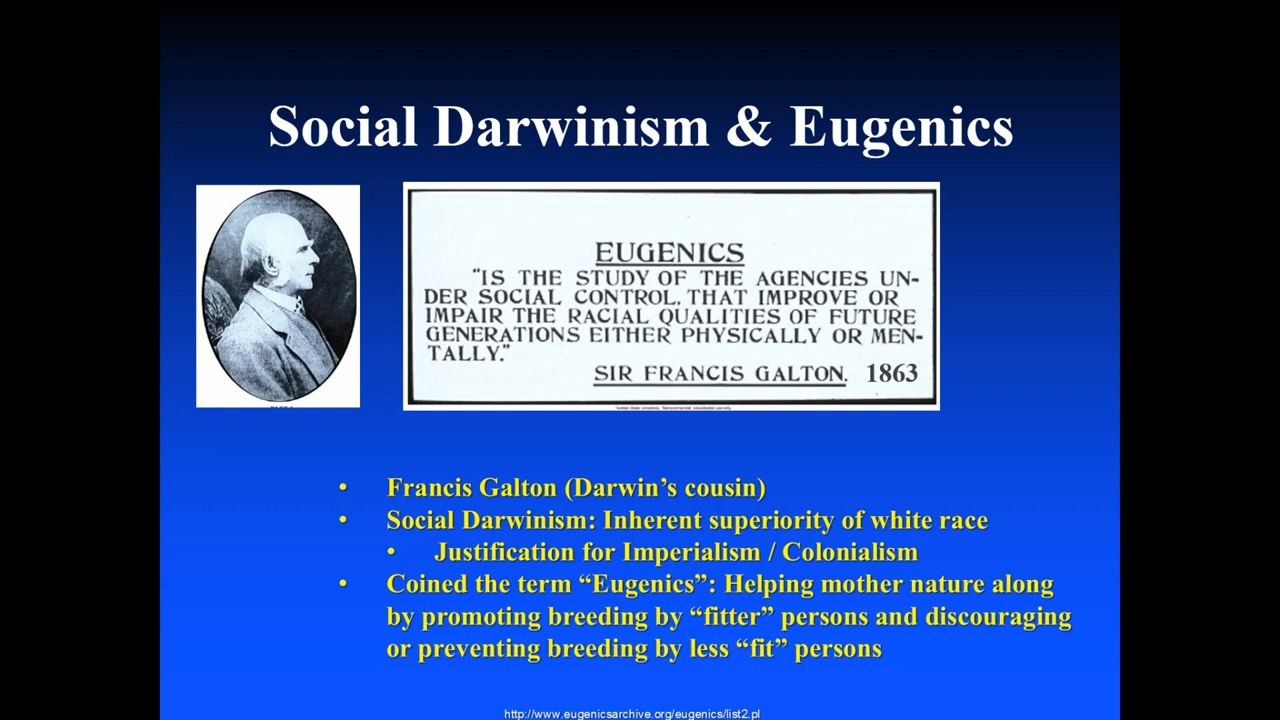 Social Darwinism & Eugenics
EUGENICS
"IS THE STUDY OF THE AGENCIES UN-
DER SOCIAL CONTROL, THAT IMPROVE OR
IMPAIR THE RACIAL QUALITIES OF FUTURE
GENERATIONS EITHER PHYSICALLY OR MEN-
TALLY."
SIR FRANCIS GALTON. 1863
• Francis Galton (Darwin’s cousin)
• Social Darwinism: Inherent superiority of white race
• Justification for Imperialism / Colonialism
• Coined the term “Eugenics”: Helping mother nature along
by promoting breeding by “fitter” persons and discouraging
or preventing breeding by less “fit” persons
http://www.eugenicsarchive.org/eugenics/list2.pl